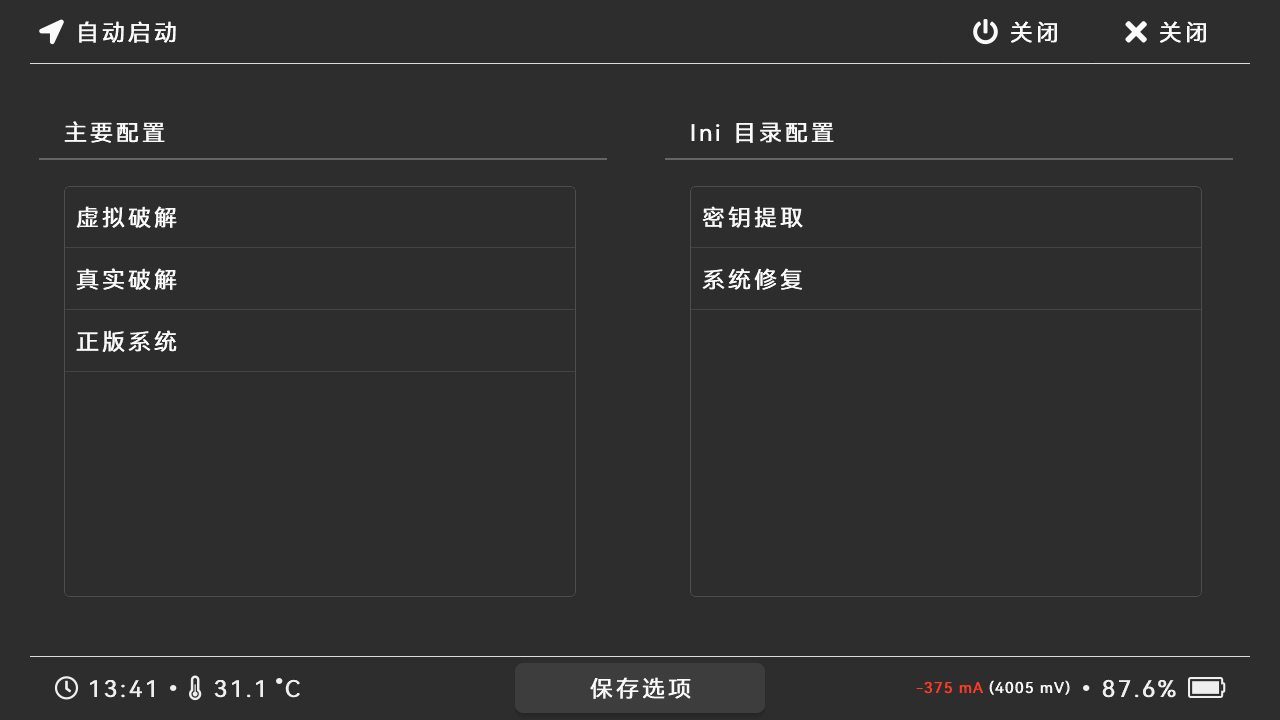 自动启动 关闭 关闭
主要配置
虚拟破解
真实破解
正版系统
Ini 目录配置
密钥提取
系统修复
13:41 • 31.1 °C
保存选项
-375 mA (4005 mV) • 87.6%